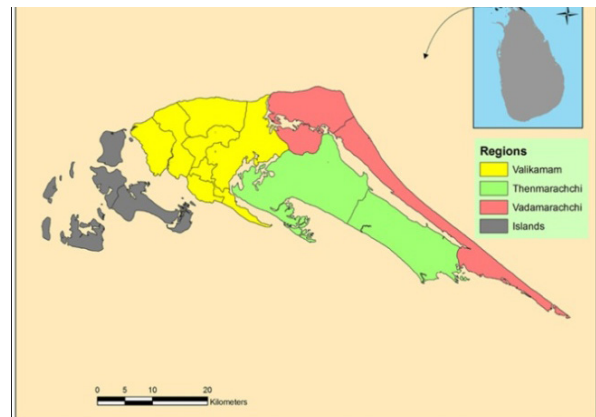 Regions
Valikamam
Thenmarachchi
Vadamarachchi
Islands
0 5 10 20
Kilometers